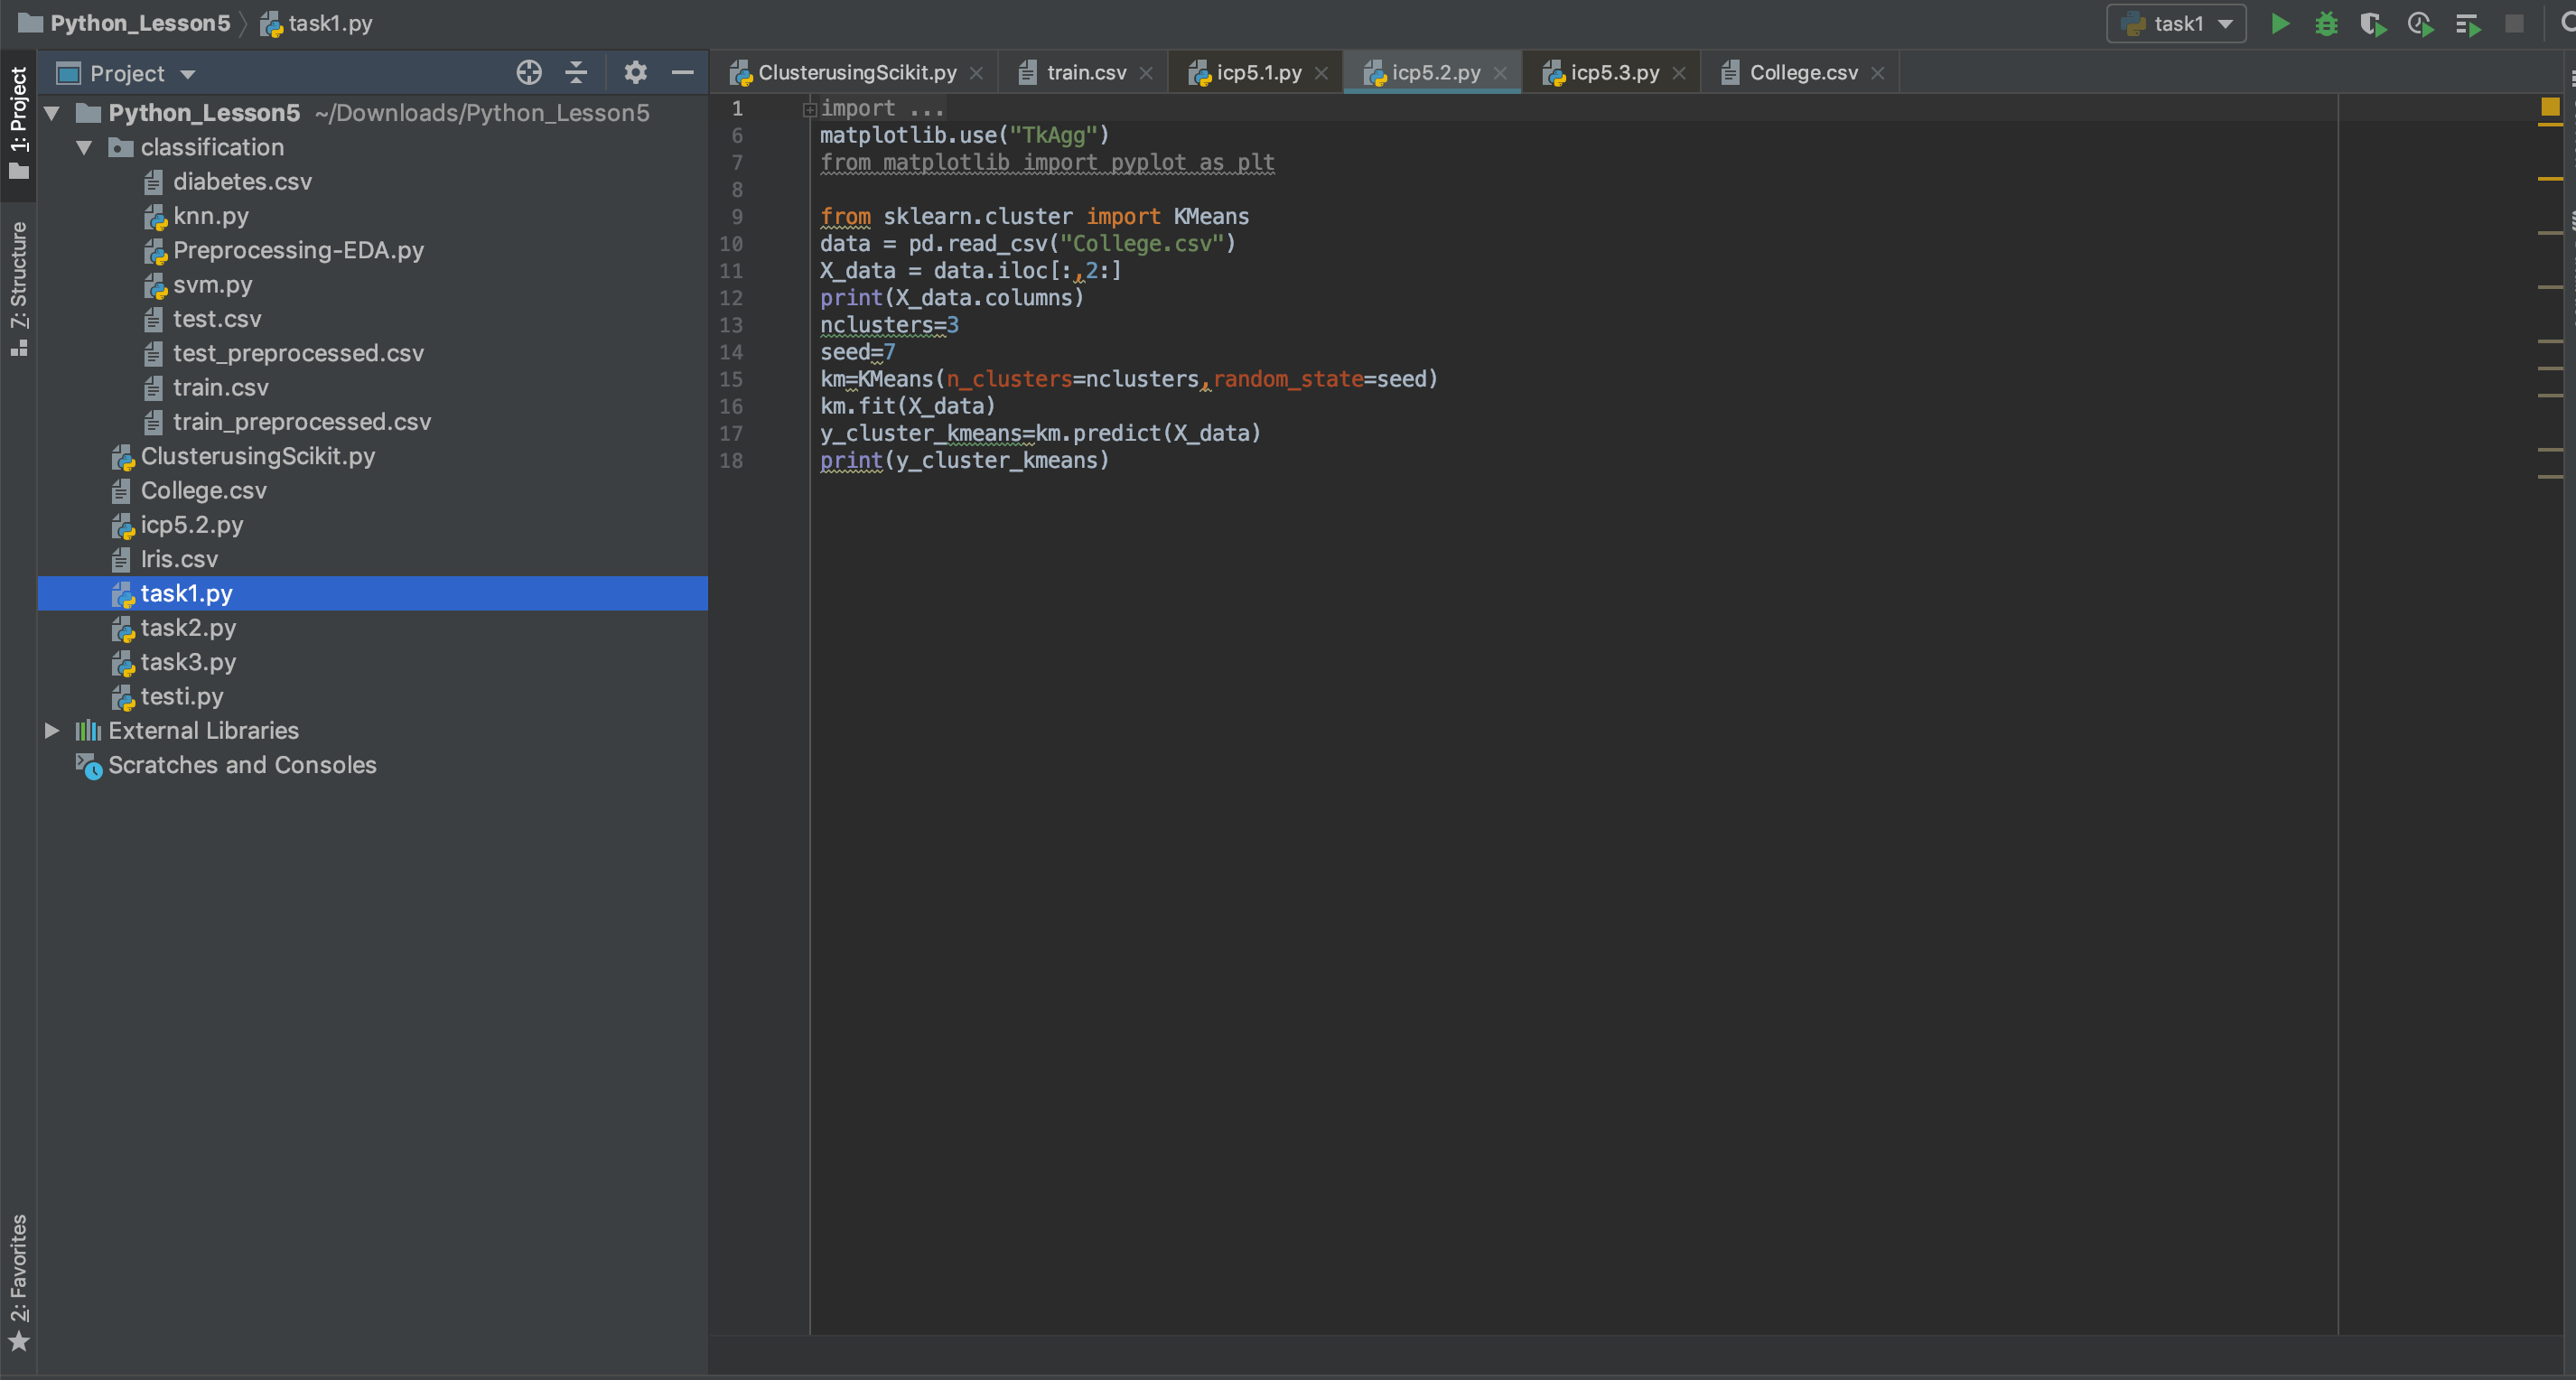 Python_Lesson5 task1.py
task1
1: Project
Project
Z: Structure
2: Favorites
Python_Lesson5 ~/Downloads/Python_Lesson5
classification
diabetes.csv
knn.py
Preprocessing-EDA.py
svm.py
test.csv
test_preprocessed.csv
train.csv
train_preprocessed.csv
ClusterusingScikit.py
College.csv
icp5.2.py
Iris.csv
task1.py
task2.py
task3.py
testi.py
External Libraries
Scratches and Consoles
ClusterusingScikit.py train.csv icp5.1.py icp5.2.py icp5.3.py College.csv
1 import ...
6 matplotlib.use("TkAgg")
7 from matplotlib import pyplot as plt
8
9 from sklearn.cluster import KMeans
10 data = pd.read_csv("College.csv")
11 X_data = data.iloc[:,2:]
12 print(X_data.columns)
13 nclusters=3
14 seed=7
15 km=KMeans(n_clusters=nclusters,random_state=seed)
16 km.fit(X_data)
17 y_cluster_kmeans=km.predict(X_data)
18 print(y_cluster_kmeans)